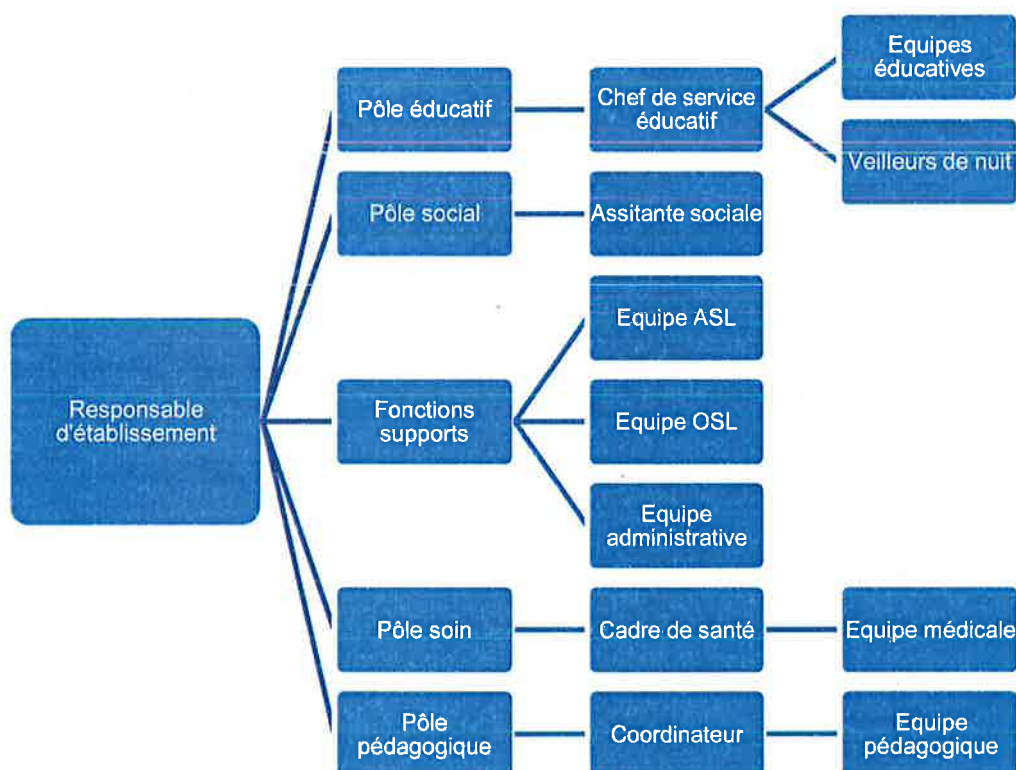 Equipes
éducatives
Pôle éducatif
Chef de service
éducatif
Veilleurs de nuit
Pôle social
Assitante sociale
Equipe ASL
Responsable
d'établissement
Fonctions
supports
Equipe OSL
Equipe
administrative
Pôle soin
Cadre de santé
Equipe médicale
Pôle
pédagogique
Coordinateur
Equipe
pédagogique